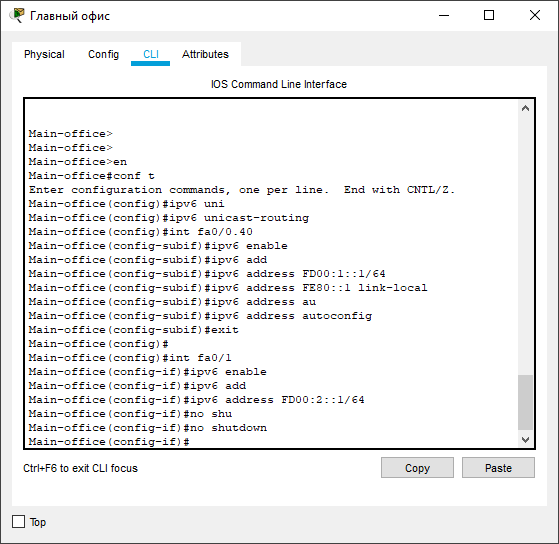 Главный офис
Physical Config CLI Attributes
IOS Command Line Interface
Main-office>
Main-office>
Main-office>en
Main-office#conf t
Enter configuration commands, one per line.  End with CNTL/Z.
Main-office(config)#ipv6 uni
Main-office(config)#ipv6 unicast-routing
Main-office(config)#int fa0/0.40
Main-office(config-subif)#ipv6 enable
Main-office(config-subif)#ipv6 add
Main-office(config-subif)#ipv6 address FD00:1::1/64
Main-office(config-subif)#ipv6 address FE80::1 link-local
Main-office(config-subif)#ipv6 address au
Main-office(config-subif)#ipv6 address autoconfig
Main-office(config-subif)#exit
Main-office(config)#
Main-office(config)#int fa0/1
Main-office(config-if)#ipv6 enable
Main-office(config-if)#ipv6 add
Main-office(config-if)#ipv6 address FD00:2::1/64
Main-office(config-if)#no shu
Main-office(config-if)#no shutdown
Main-office(config-if)#
Ctrl+F6 to exit CLI focus Copy Paste
Top